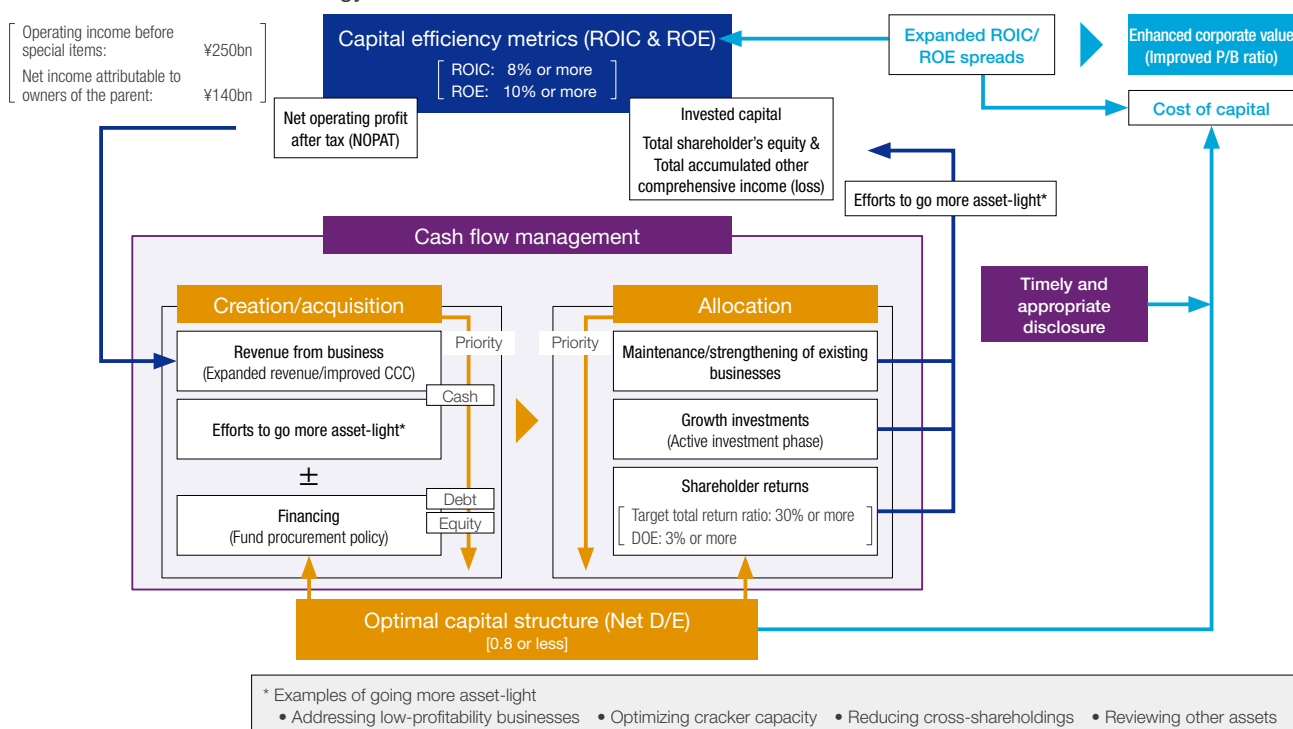 Operating income before
special items: ¥250bn
Net income attributable to
owners of the parent: ¥140bn
Capital efficiency metrics (ROIC & ROE)
ROIC: 8% or more
ROE: 10% or more
Expanded ROIC/
ROE spreads
Enhanced corporate value
(Improved P/B ratio)
Cost of capital
Net operating profit
after tax (NOPAT)
Invested capital
Total shareholder's equity &
Total accumulated other
comprehensive income (loss)
Efforts to go more asset-light*
Cash flow management
Creation/acquisition
Priority
Revenue from business
(Expanded revenue/improved CCC)
Cash
Efforts to go more asset-light*
±
Debt
Equity
Financing
(Fund procurement policy)
Allocation
Priority
Maintenance/strengthening of existing
businesses
Growth investments
(Active investment phase)
Shareholder returns
Target total return ratio: 30% or more
DOE: 3% or more
Timely and
appropriate
disclosure
Optimal capital structure (Net D/E)
[0.8 or less]
* Examples of going more asset-light
• Addressing low-profitability businesses • Optimizing cracker capacity • Reducing cross-shareholdings • Reviewing other assets